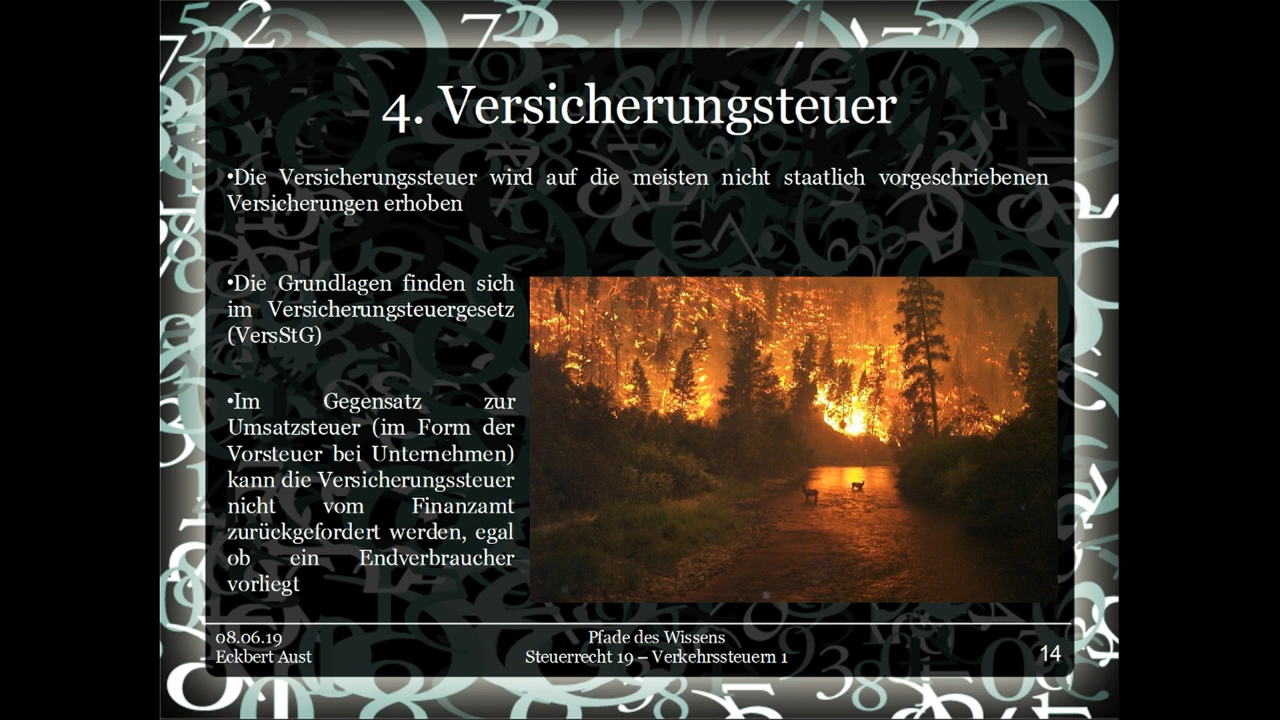 4. Versicherungsteuer
•Die Versicherungssteuer wird auf die meisten nicht staatlich vorgeschriebenen
Versicherungen erhoben
•Die Grundlagen finden sich
im Versicherungsteuergesetz
(VersStG)
•Im Gegensatz zur
Umsatzsteuer (im Form der
Vorsteuer bei Unternehmen)
kann die Versicherungssteuer
nicht vom Finanzamt
zurückgefordert werden, egal
ob ein Endverbraucher
vorliegt
08.06.19
Eckbert Aust
Pfade des Wissens
Steuerrecht 19 – Verkehrssteuern 1
14